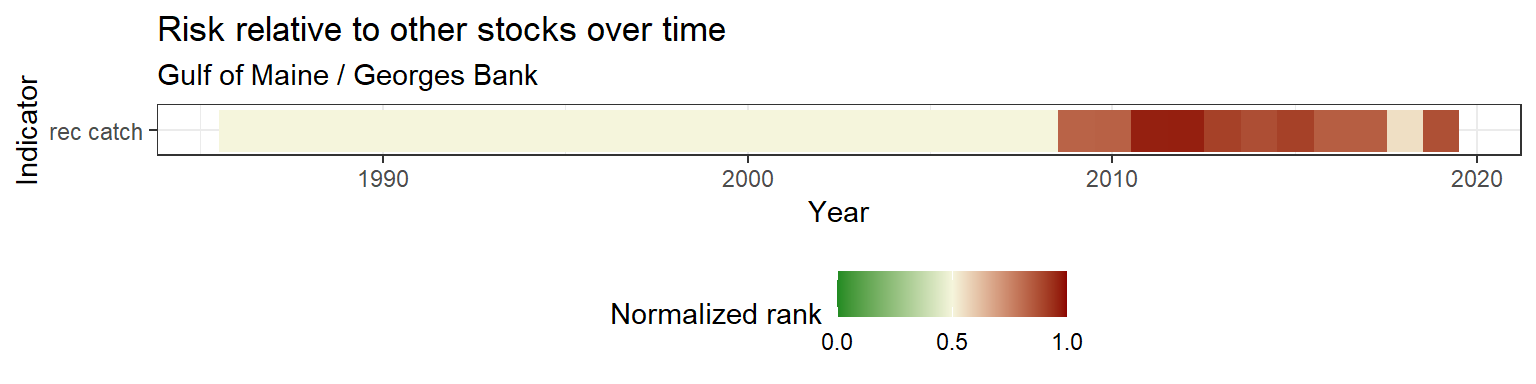 Risk relative to other stocks over time
Gulf of Maine / Georges Bank
Indicator
rec catch
1990 2000 2010 2020
Year
Normalized rank
0.0 0.5 1.0